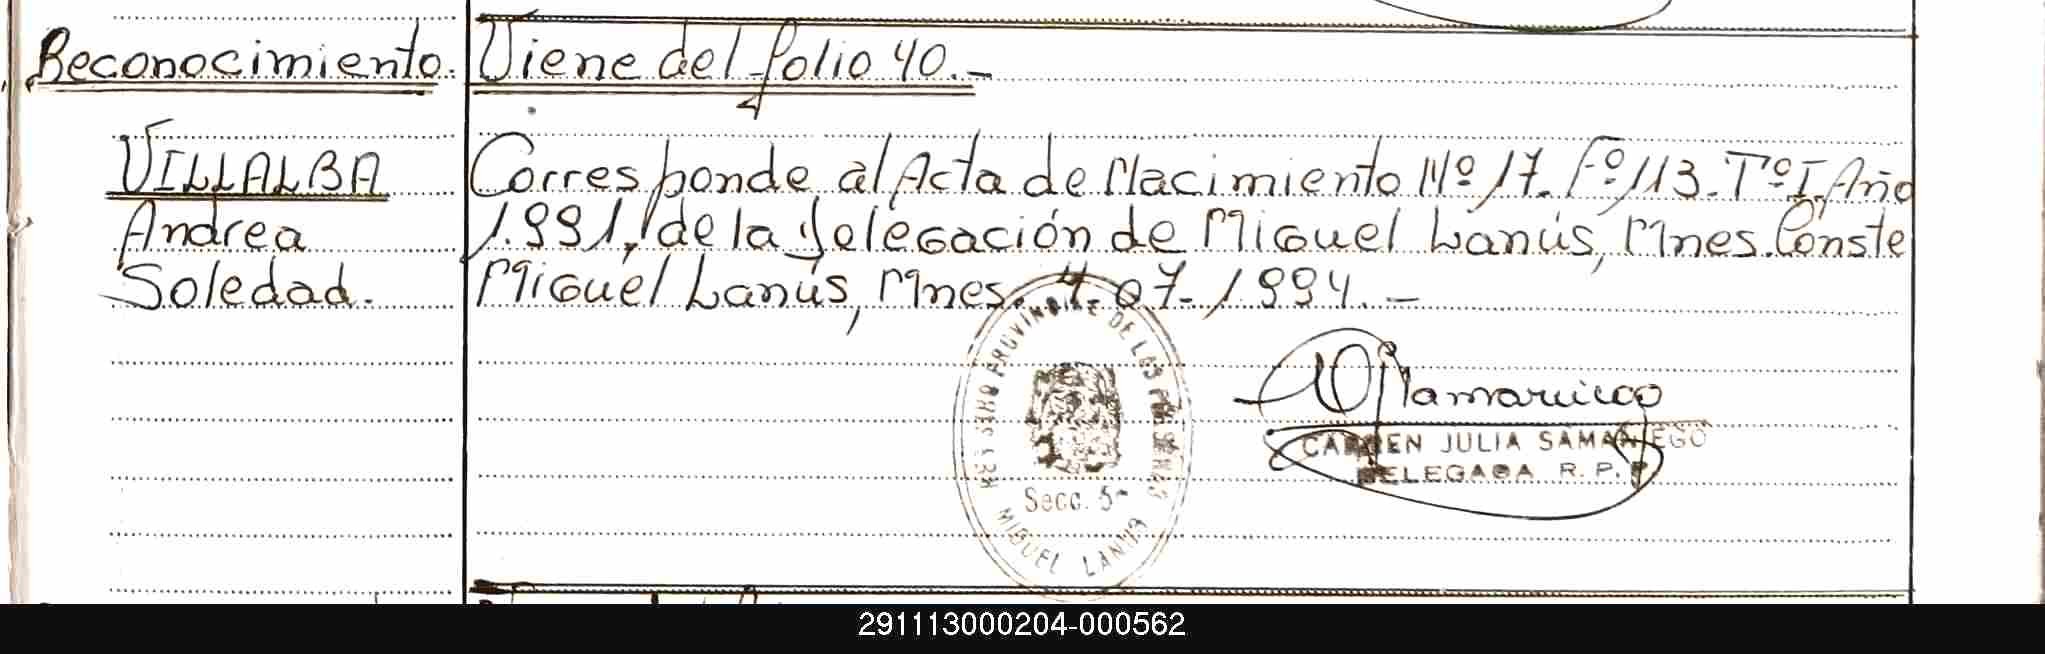 Reconocimiento. Viene del folio 40.-
VILLALBA Corresponde al Acta de Nacimiento Nº 17. Fº 113. Tº I. Año
Andrea 1.991, de la Delegación de Miguel Lanús, Mnes. Conste
Soledad. Miguel Lanús, Mnes. 4.07.1994.-
REGISTRO PROVINCIAL DE LAS PERSONAS
Secc. 5ª
MIGUEL LANUS
CARMEN JULIA SAMANIEGO
DELEGADA R. P. P.
291113000204-000562